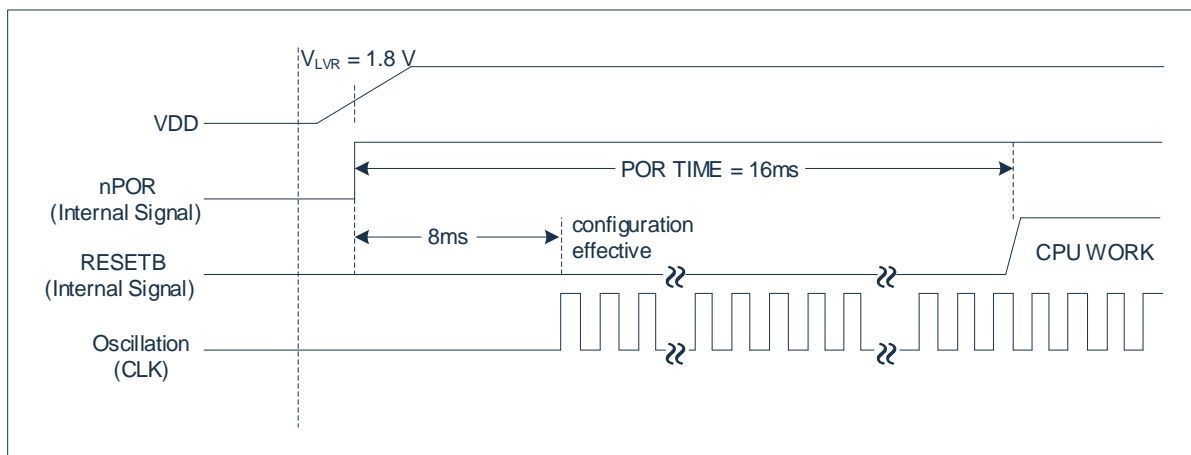 VLVR = 1.8 V
VDD
nPOR
(Internal Signal)
POR TIME = 16ms
8ms
configuration
effective
RESETB
(Internal Signal)
CPU WORK
Oscillation
(CLK)